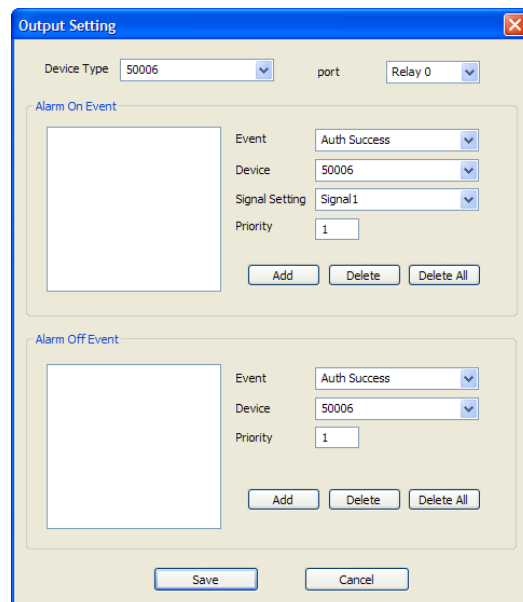 Output Setting
Device Type 50006 port Relay 0
Alarm On Event
Event Auth Success
Device 50006
Signal Setting Signal1
Priority 1
Add Delete Delete All
Alarm Off Event
Event Auth Success
Device 50006
Priority 1
Add Delete Delete All
Save Cancel